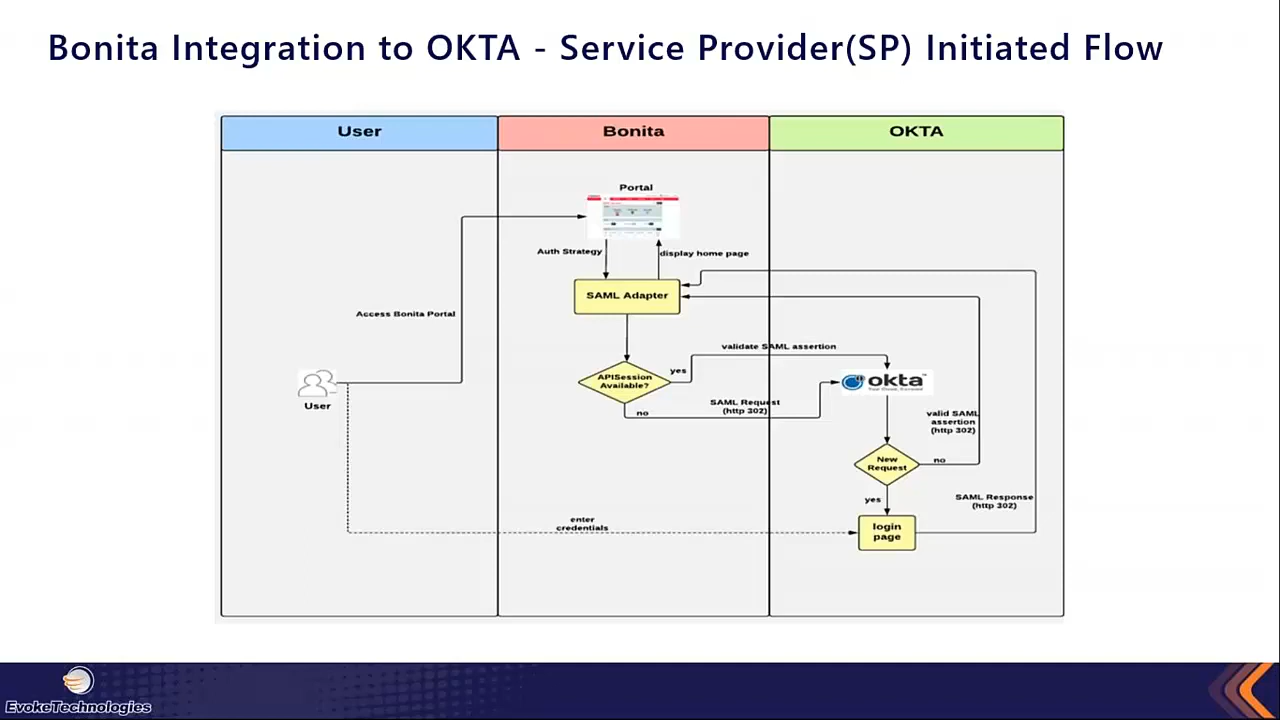 Bonita Integration to OKTA - Service Provider(SP) Initiated Flow
User
Bonita
OKTA
Portal
Auth Strategy
display home page
SAML Adapter
Access Bonita Portal
validate SAML assertion
yes
APISession
Available?
okta
User
SAML Request
(http 302)
no
valid SAML
assertion
(http 302)
New
Request
no
yes
SAML Response
(http 302)
enter
credentials
login
page
EvokeTechnologies